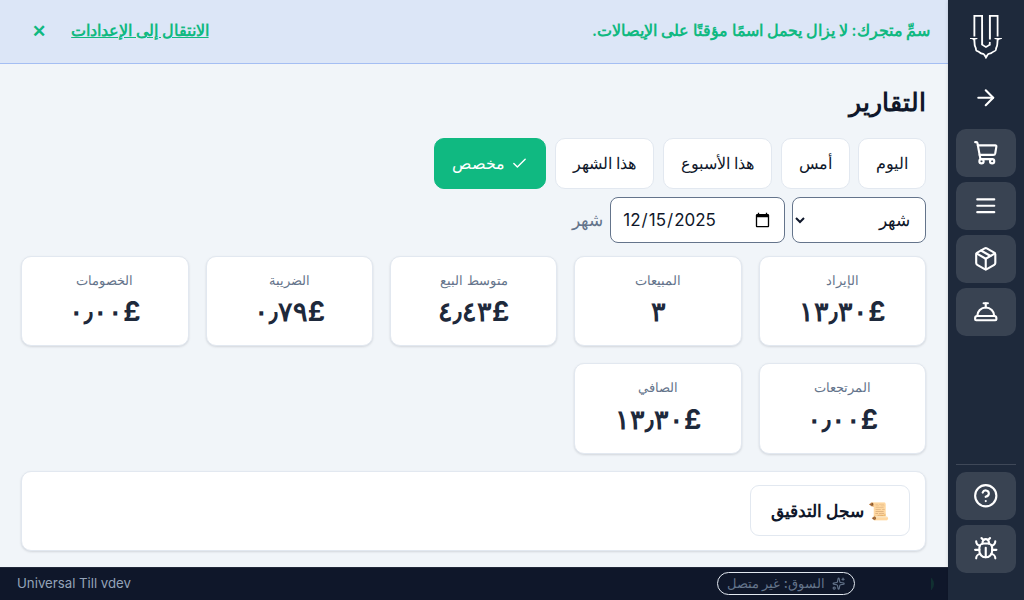 سمِّ متجرك: لا يزال يحمل اسمًا مؤقتًا على الإيصالات.
الانتقال إلى الإعدادات
✕
التقارير
اليوم
أمس
هذا الأسبوع
هذا الشهر
✓ مخصص
شهر
12/15/2025
شهر
الإيراد
£١٣٫٣٠
المبيعات
٣
متوسط البيع
£٤٫٤٣
الضريبة
£٠٫٧٩
الخصومات
£٠٫٠٠
المرتجعات
£٠٫٠٠
الصافي
£١٣٫٣٠
📜 سجل التدقيق
السوق: غير متصل
Universal Till vdev